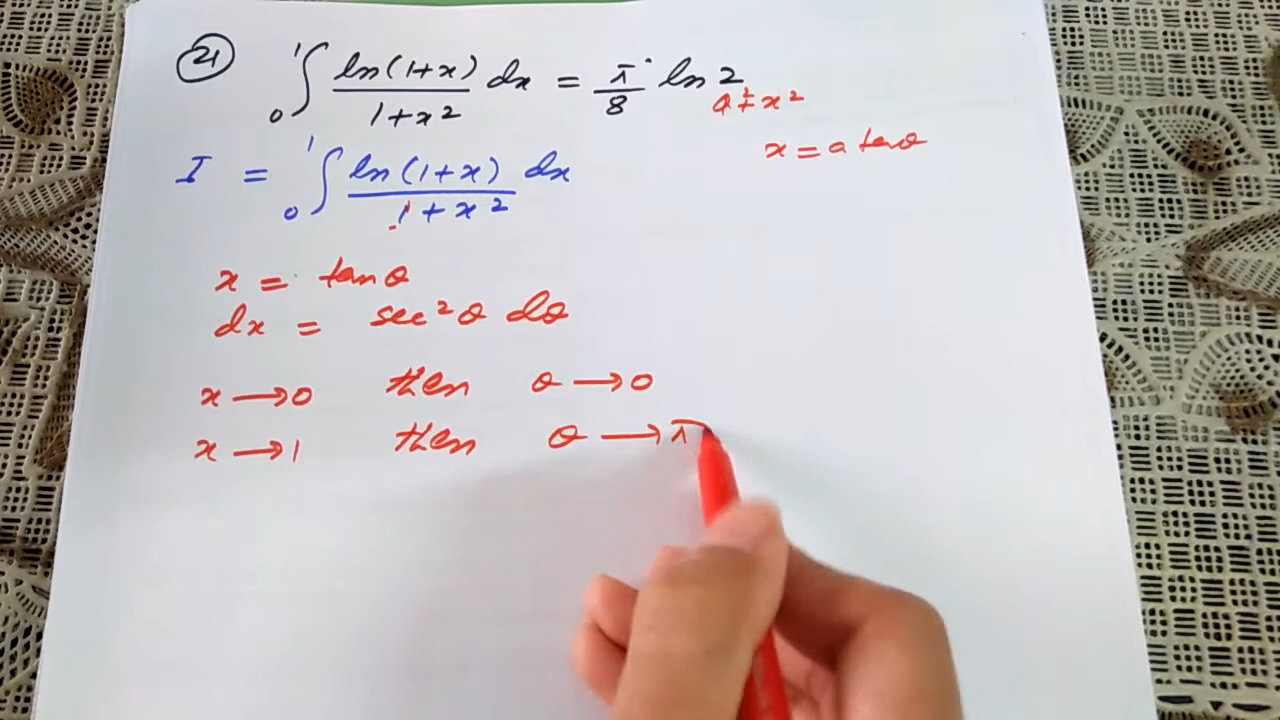 21 ∫₀¹ ln(1+x)/(1+x²) dx = π/8 ln 2
a²+x²
x = a tanθ
I = ∫₀¹ ln(1+x)/(1+x²) dx
x = tanθ
dx = sec²θ dθ
x → 0 then θ → 0
x → 1 then θ → π